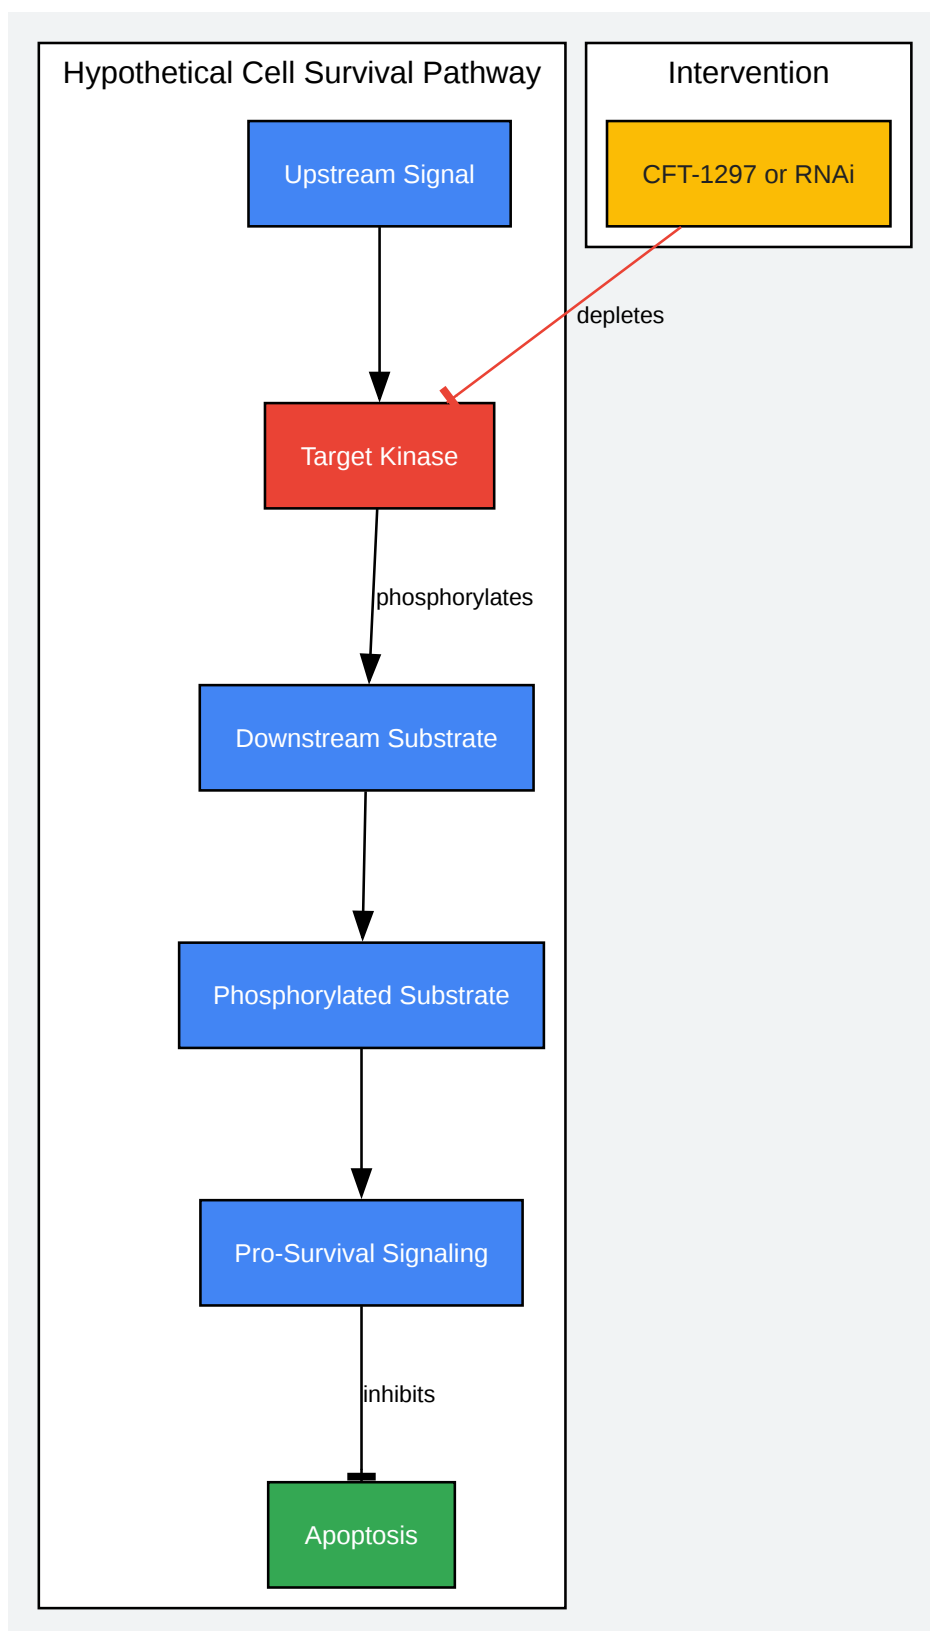 Hypothetical Cell Survival Pathway
Intervention
Upstream Signal
CFT-1297 or RNAi
depletes
Target Kinase
phosphorylates
Downstream Substrate
Phosphorylated Substrate
Pro-Survival Signaling
inhibits
Apoptosis